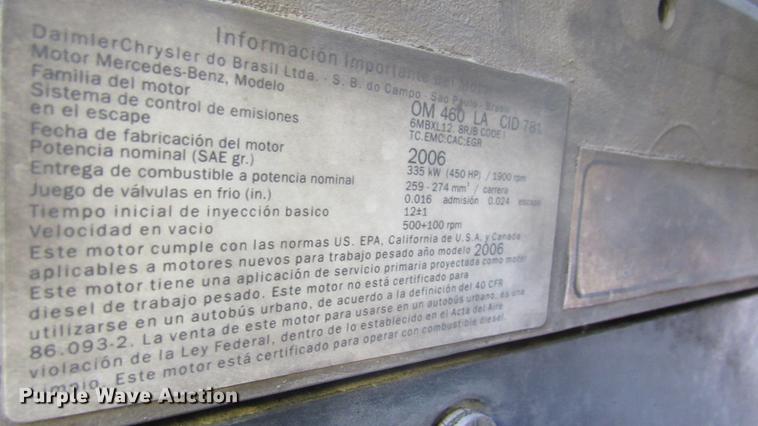 Información Importante del
DaimlerChrysler do Brasil Ltda. - S. B. do Campo - Sao Paulo - Brasil
Motor Mercedes-Benz, Modelo OM 460 LA CID 781
Familia del motor 6MBXL12. 8RJB CODE
Sistema de control de emisiones TC.EMC;CAC;EGR
en el escape
Fecha de fabricación del motor 2006
Potencia nominal (SAE gr.) 335 kW (450 HP) / 1900 rpm
Entrega de combustible a potencia nominal 259-274 mm³ / carrera
Juego de válvulas en frio (in.) 0.016 admisión 0.024 escape
Tiempo inicial de inyección basico 12±1
Velocidad en vacio 500+100 rpm
Este motor cumple con las normas US. EPA, California de U.S.A. y Canada
aplicables a motores nuevos para trabajo pesado año modelo 2006
Este motor tiene una aplicación de servicio primaria proyectada como motor
diesel de trabajo pesado. Este motor no está certificado para
utilizarse en un autobús urbano, de acuerdo a la definición del 40 CFR
86.093-2. La venta de este motor para usarse en un autobús urbano, es una
violación de la Ley Federal, dentro de lo establecido en el Acta del Aire
Limpio. Este motor está certificado para operar con combustible diesel.
Purple Wave Auction